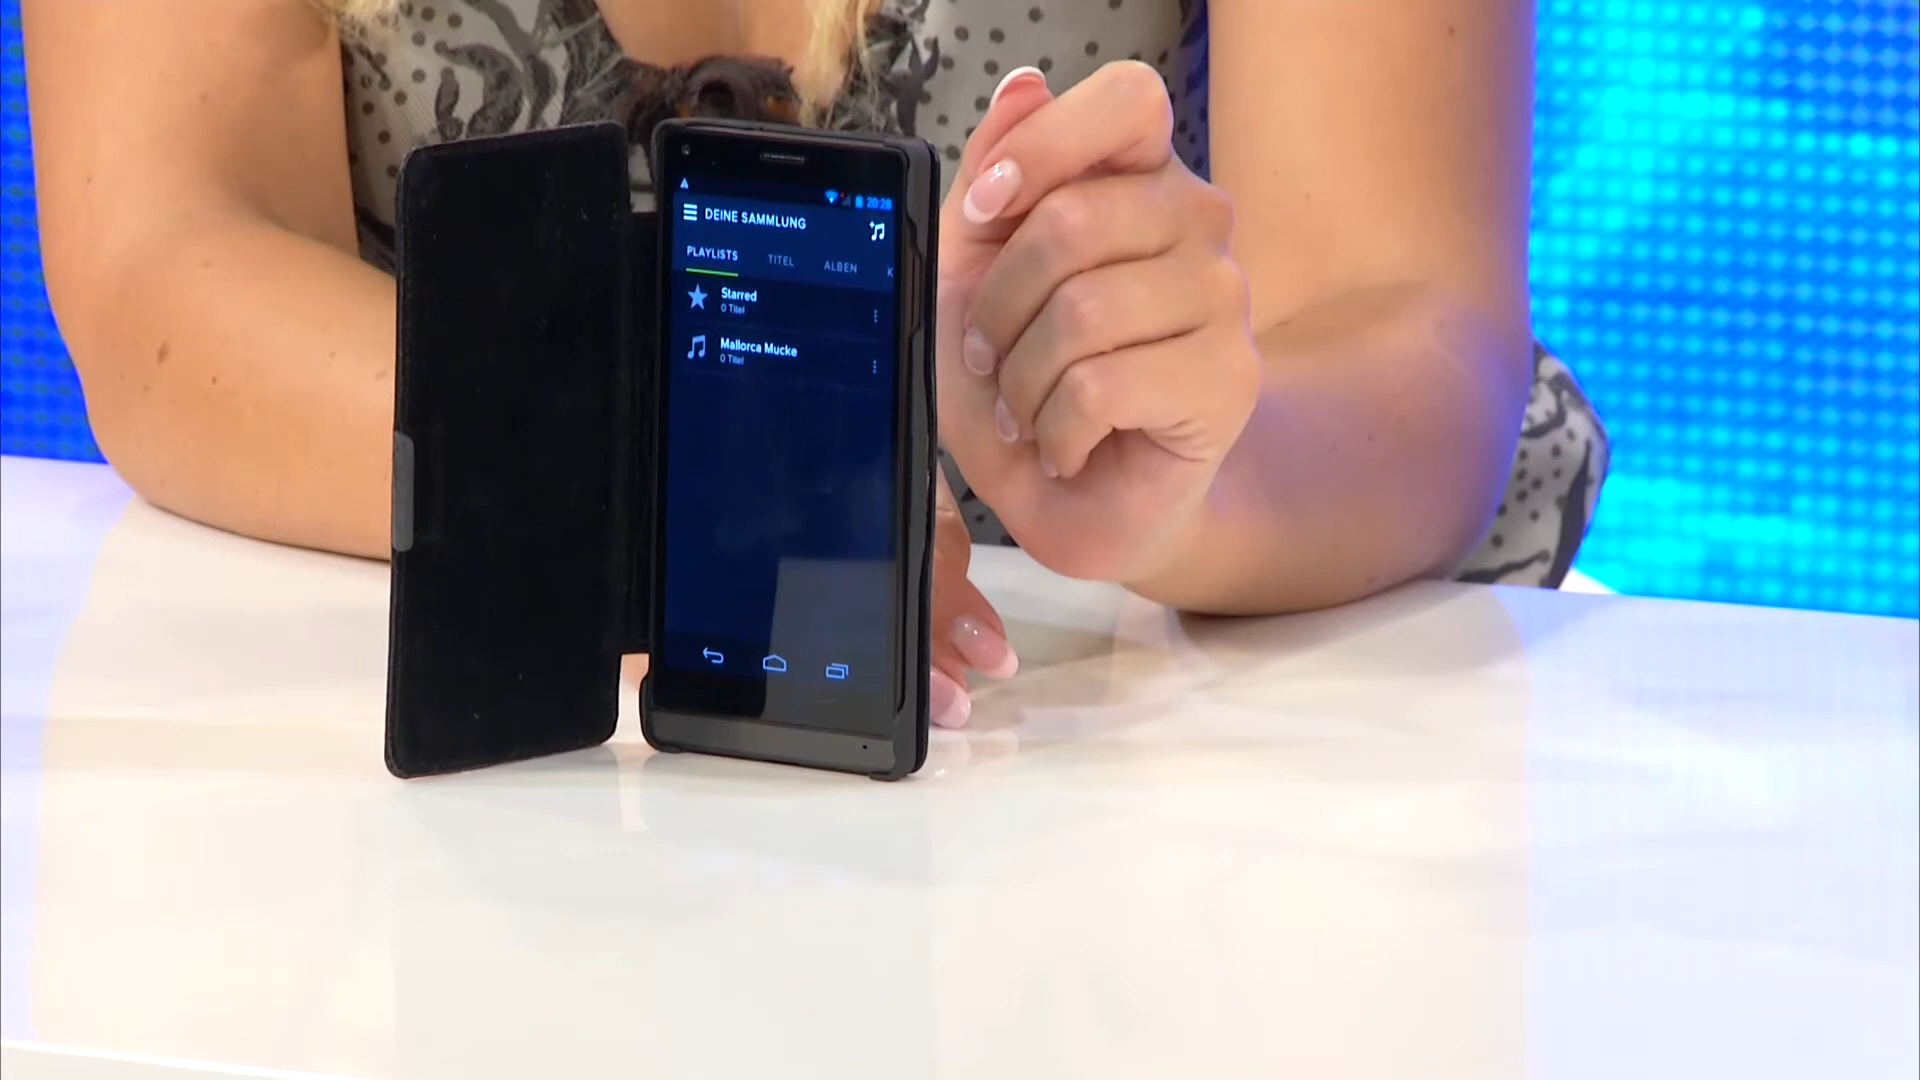 20:28
DEINE SAMMLUNG
PLAYLISTS TITEL ALBEN K
Starred
0 Titel
Mallorca Mucke
0 Titel